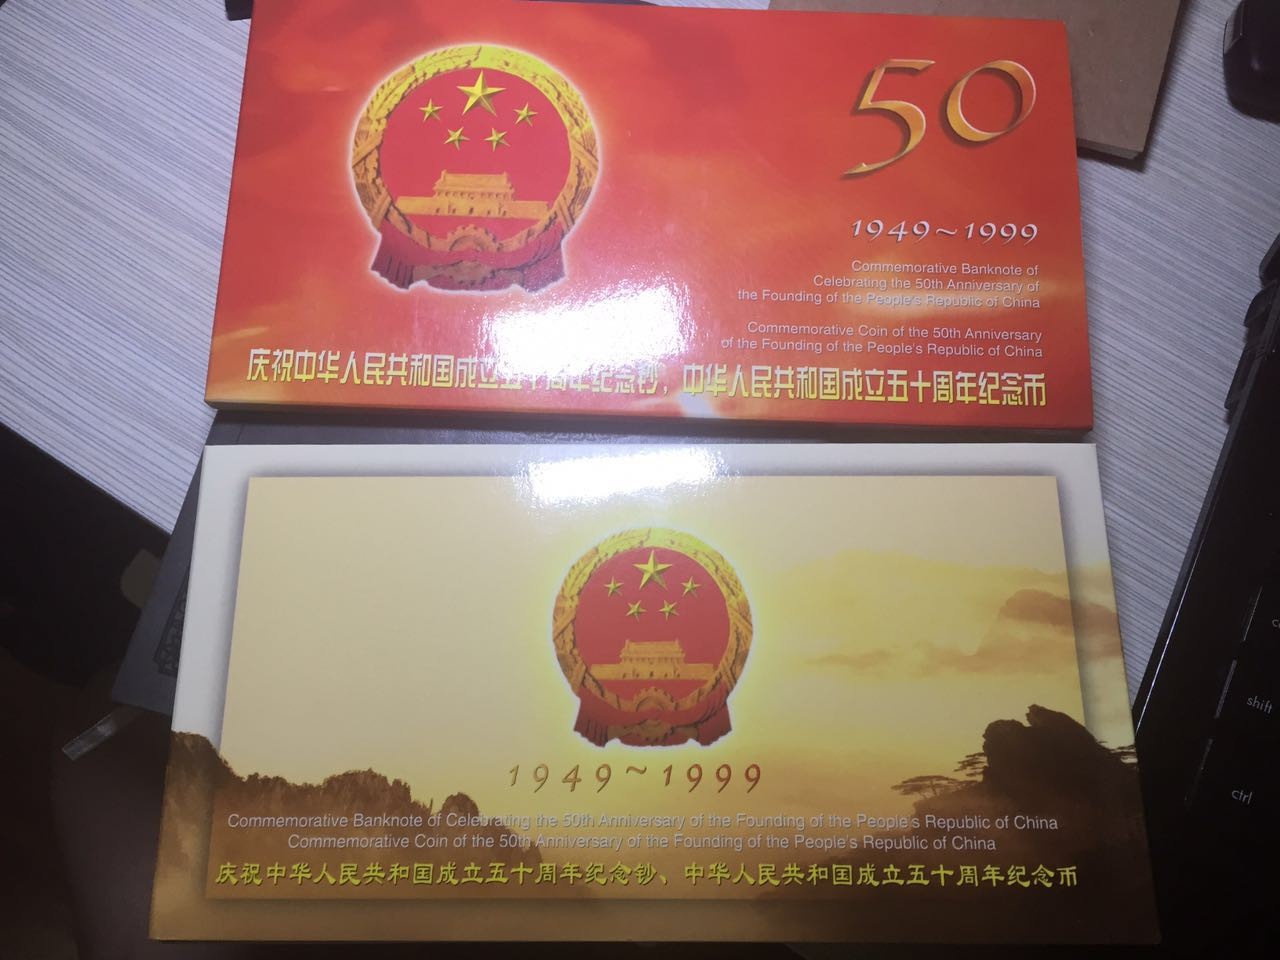 50
1949~1999
Commemorative Banknote of
Celebrating the 50th Anniversary of
the Founding of the People's Republic of China
Commemorative Coin of the 50th Anniversary
of the Founding of the People's Republic of China
庆祝中华人民共和国成立五十周年纪念钞，中华人民共和国成立五十周年纪念币
1949~1999
Commemorative Banknote of Celebrating the 50th Anniversary of the Founding of the People's Republic of China
Commemorative Coin of the 50th Anniversary of the Founding of the People's Republic of China
庆祝中华人民共和国成立五十周年纪念钞、中华人民共和国成立五十周年纪念币
shift
ctrl